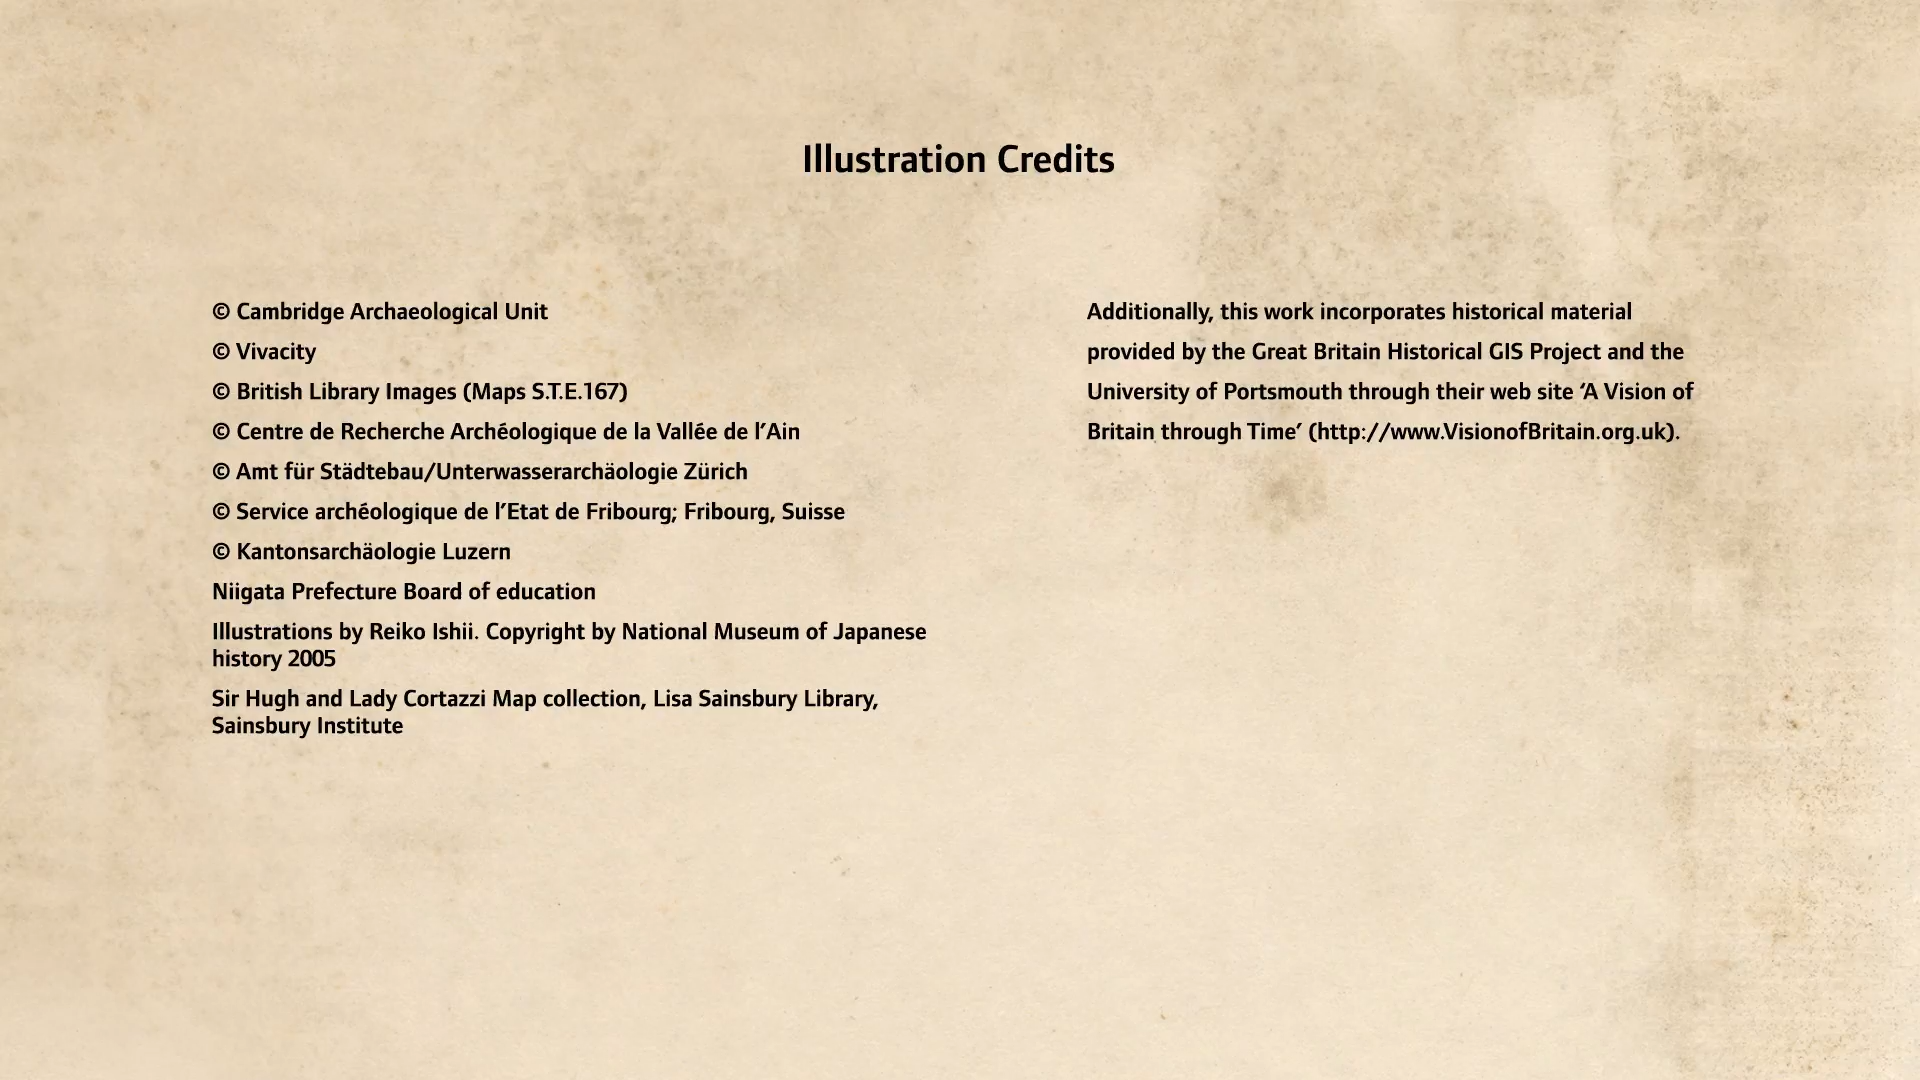 Illustration Credits
© Cambridge Archaeological Unit
© Vivacity
© British Library Images (Maps S.T.E.167)
© Centre de Recherche Archéologique de la Vallée de l’Ain
© Amt für Städtebau/Unterwasserarchäologie Zürich
© Service archéologique de l’Etat de Fribourg; Fribourg, Suisse
© Kantonsarchäologie Luzern
Niigata Prefecture Board of education
Illustrations by Reiko Ishii. Copyright by National Museum of Japanese
history 2005
Sir Hugh and Lady Cortazzi Map collection, Lisa Sainsbury Library,
Sainsbury Institute
Additionally, this work incorporates historical material
provided by the Great Britain Historical GIS Project and the
University of Portsmouth through their web site ‘A Vision of
Britain through Time’ (http://www.VisionofBritain.org.uk).